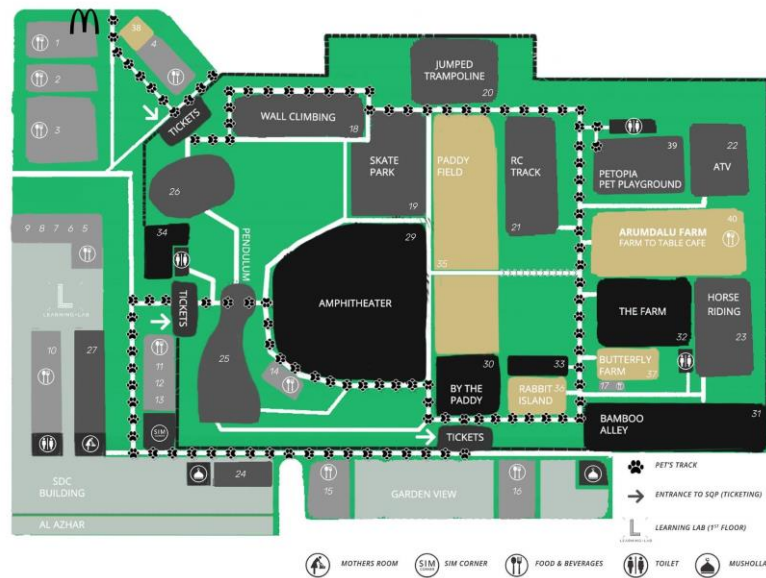 38
1
4
2
3
TICKETS
JUMPED
TRAMPOLINE
20
WALL CLIMBING
18
SKATE
PARK
19
PADDY
FIELD
35
RC
TRACK
21
39
PETOPIA
PET PLAYGROUND
22
ATV
26
34
PENDULUM
29
AMPHITHEATER
40
ARUMDALU FARM
FARM TO TABLE CAFE
9 8 7 6 5
L
LEARNING LAB
TICKETS
25
THE FARM
32
HORSE
RIDING
23
10
27
11
12
13
14
30
BY THE
PADDY
33
RABBIT
ISLAND
36
BUTTERFLY
FARM
37
17
SIM
CORNER
TICKETS
BAMBOO
ALLEY
31
SDC
BUILDING
24
15
GARDEN VIEW
16
AL AZHAR
PET'S TRACK
ENTRANCE TO SQP (TICKETING)
L
LEARNING LAB
LEARNING LAB (1ST FLOOR)
MOTHERS ROOM
SIM
CORNER
SIM CORNER
FOOD & BEVERAGES
TOILET
MUSHOLLA